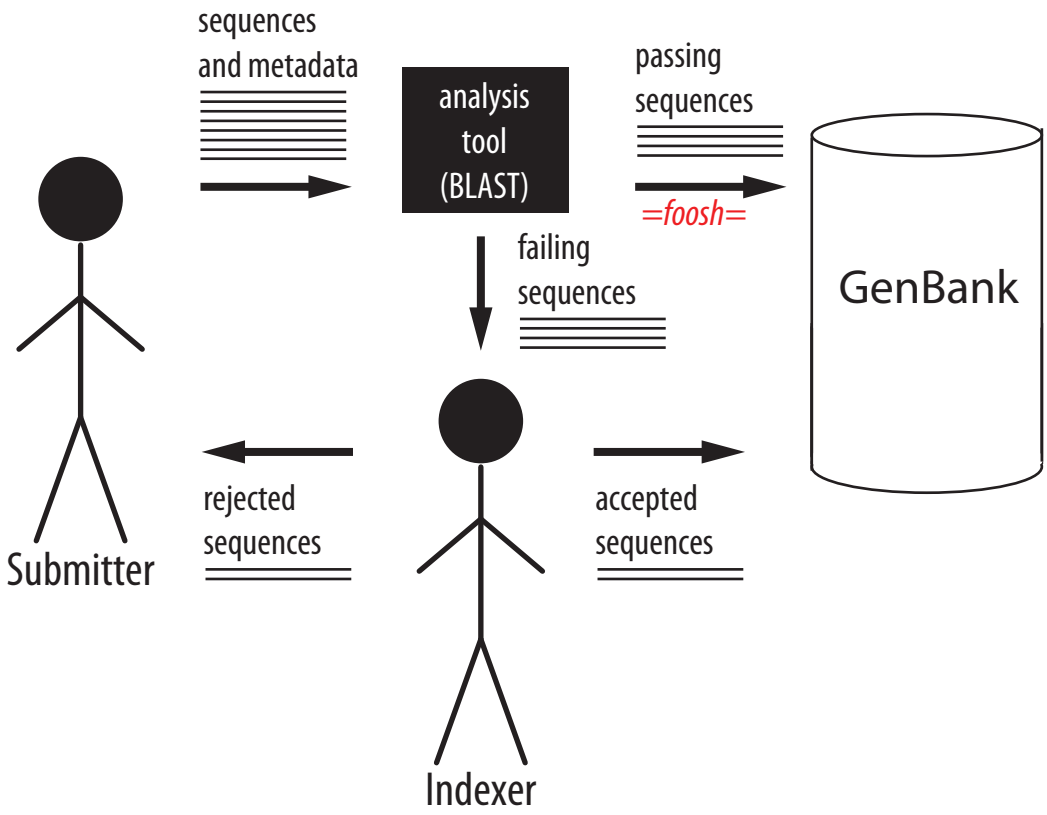 sequences
and metadata
analysis
tool
(BLAST)
passing
sequences
=foosh=
GenBank
failing
sequences
rejected
sequences
accepted
sequences
Submitter
Indexer